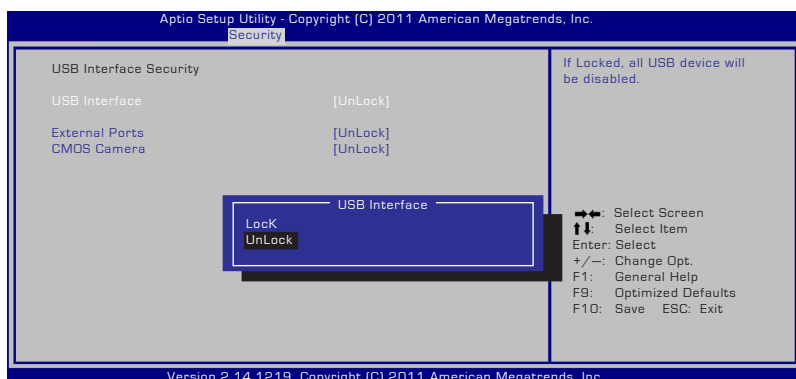 Aptio Setup Utility - Copyright (C) 2011 American Megatrends, Inc.
Security
USB Interface Security
USB Interface [UnLock]
External Ports [UnLock]
CMOS Camera [UnLock]
If Locked, all USB device will
be disabled.
USB Interface
LocK
UnLock
→←: Select Screen
↑↓: Select Item
Enter: Select
+/—: Change Opt.
F1: General Help
F9: Optimized Defaults
F10: Save ESC: Exit
Version 2.14.1219. Copyright (C) 2011 American Megatrends, Inc.